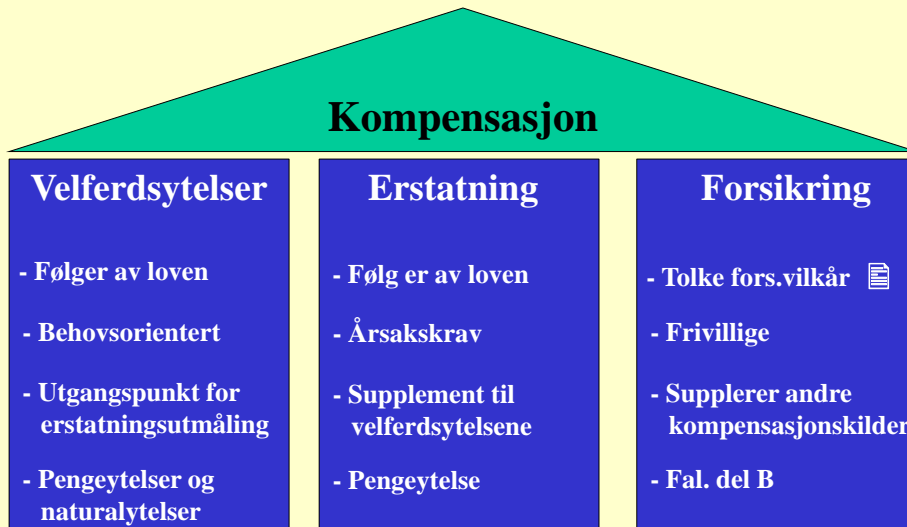 Kompensasjon
Velferdsytelser
- Følger av loven
- Behovsorientert
- Utgangspunkt for
erstatningsutmåling
- Pengeytelser og
naturalytelser
Erstatning
- Følg er av loven
- Årsakskrav
- Supplement til
velferdsytelsene
- Pengeytelse
Forsikring
- Tolke fors.vilkår
- Frivillige
- Supplerer andre
kompensasjonskilder
- Fal. del B